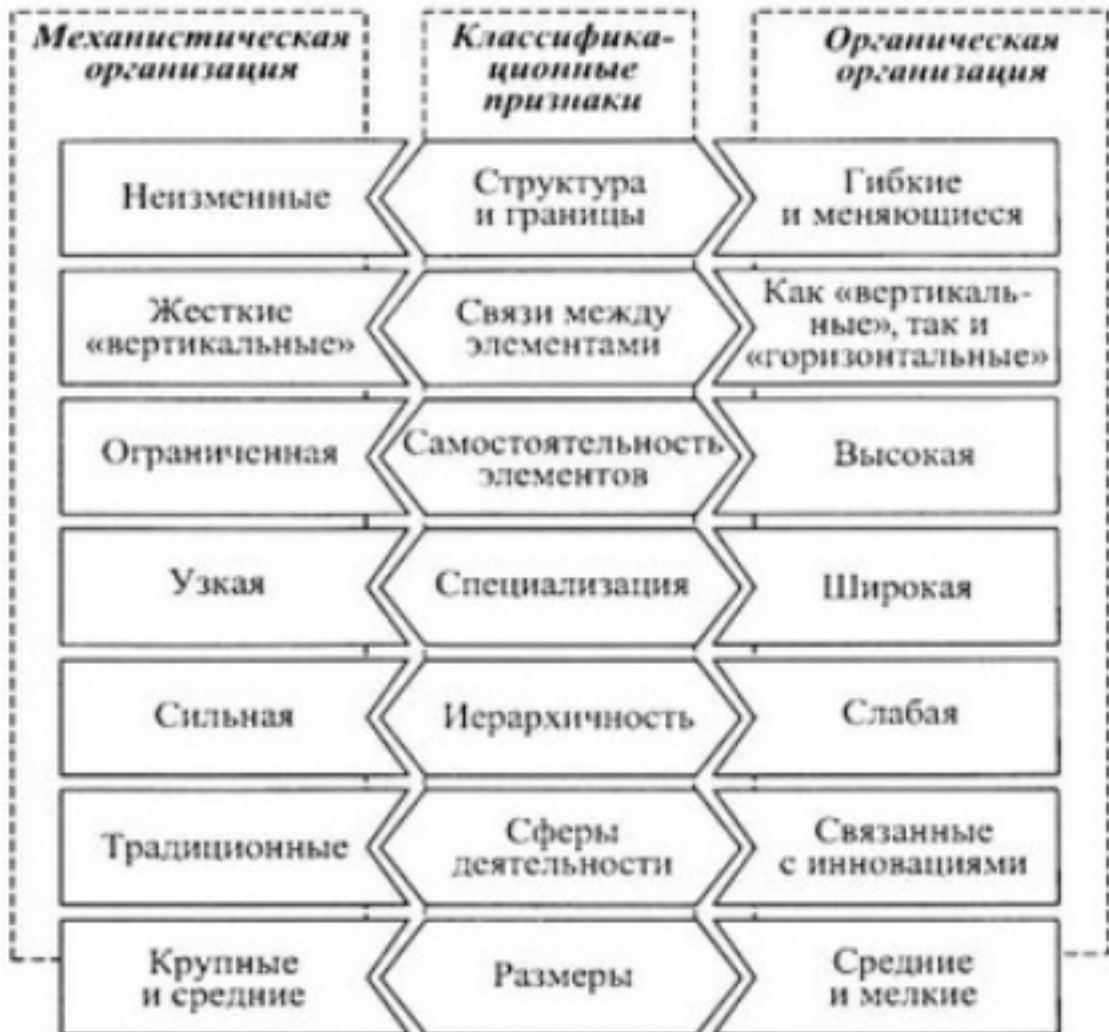 Механистическая
организация
Классифика-
ционные
признаки
Органическая
организация
Неизменные
Структура
и границы
Гибкие
и меняющиеся
Жесткие
«вертикальные»
Связи между
элементами
Как «вертикаль-
ные», так и
«горизонтальные»
Ограниченная
Самостоятельность
элементов
Высокая
Узкая
Специализация
Широкая
Сильная
Иерархичность
Слабая
Традиционные
Сферы
деятельности
Связанные
с инновациями
Крупные
и средние
Размеры
Средние
и мелкие